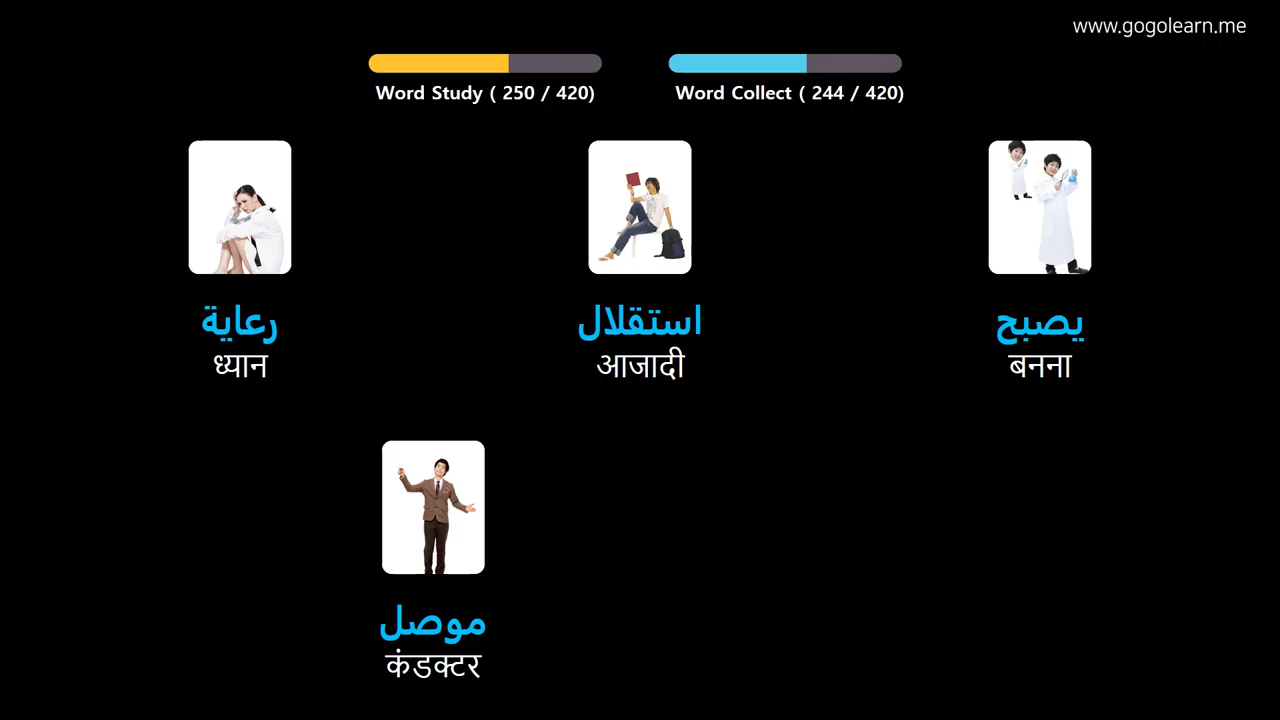 www.gogolearn.me
Word Study ( 250 / 420)
Word Collect ( 244 / 420)
رعاية
ध्यान
استقلال
आजादी
يصبح
बनना
موصل
कंडक्टर